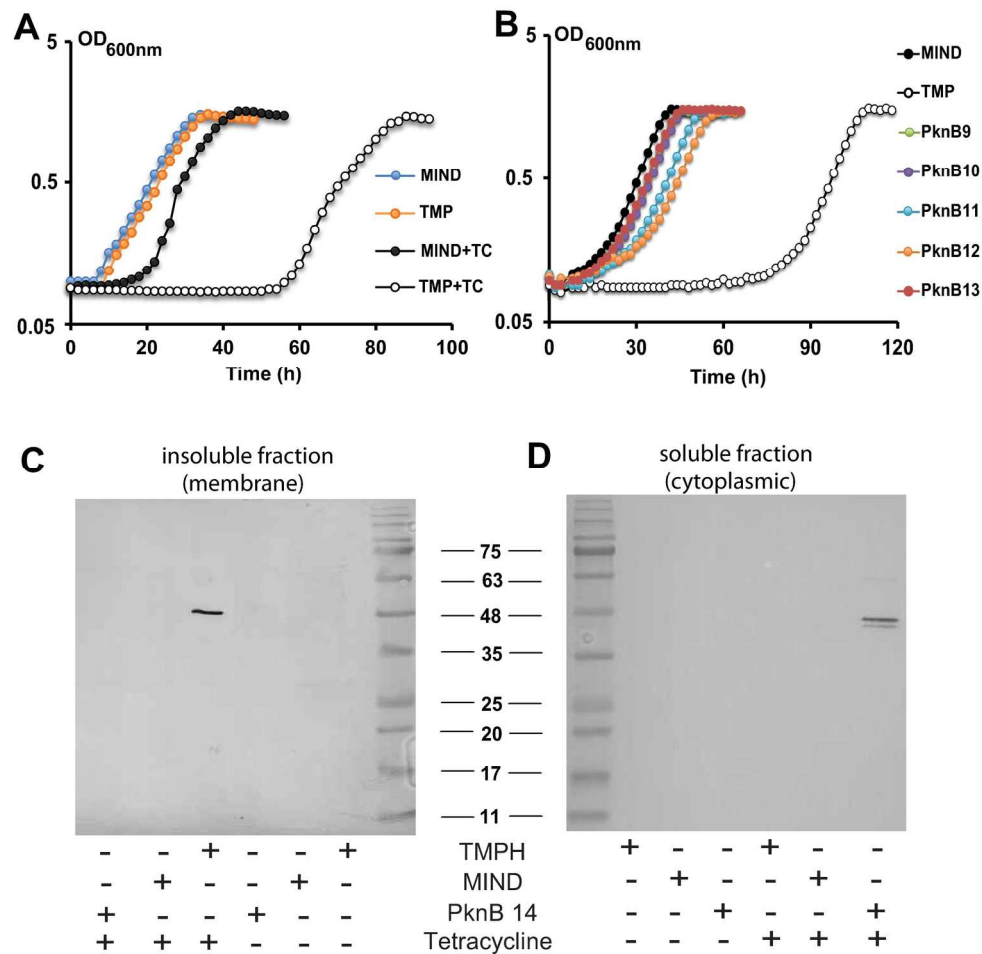 A
OD600nm
5
0.5
0.05
0 20 40 60 80 100
Time (h)
MIND
TMP
MIND+TC
TMP+TC
B
OD600nm
5
0.5
0.05
0 30 60 90 118
Time (h)
MIND
TMP
PknB9
PknB10
PknB11
PknB12
PknB13
C
insoluble fraction
(membrane)
D
soluble fraction
(cytoplasmic)
75
63
48
35
25
20
17
11
- - + - - + TMPH + - - + - -
- + - - + - MIND - + - - + -
+ - - + - - PknB 14 - - + - - +
+ + + - - - Tetracycline - - - + + +